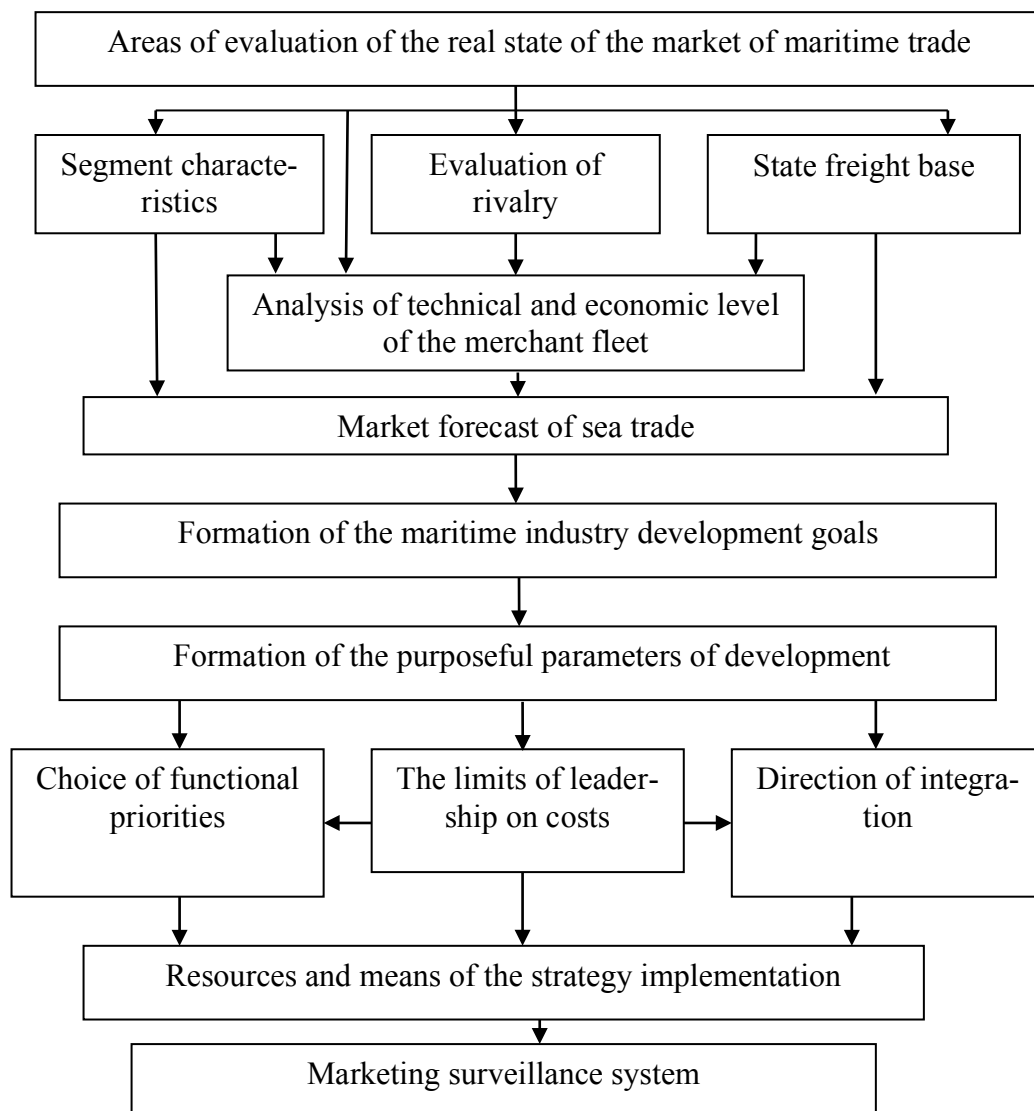 Areas of evaluation of the real state of the market of maritime trade
Segment characte-
ristics
Evaluation of
rivalry
State freight base
Analysis of technical and economic level
of the merchant fleet
Market forecast of sea trade
Formation of the maritime industry development goals
Formation of the purposeful parameters of development
Choice of functional
priorities
The limits of leader-
ship on costs
Direction of integra-
tion
Resources and means of the strategy implementation
Marketing surveillance system